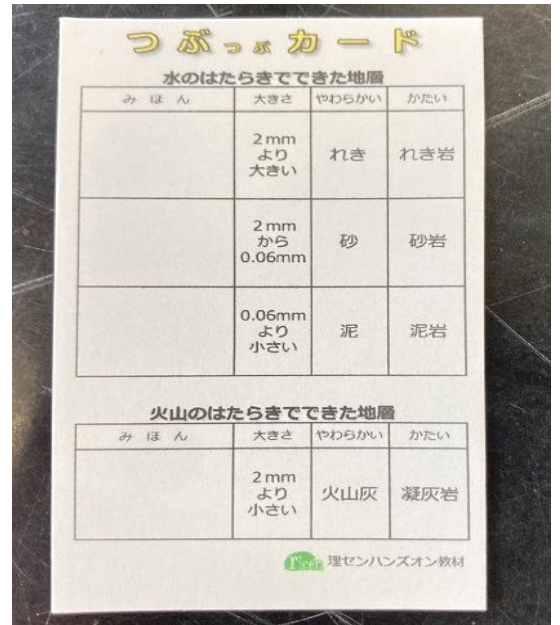 つぶつぶカード
水のはたらきでできた地層
みほん 大きさ やわらかい かたい
2mm
より
大きい
れき れき岩
2mm
から
0.06mm
砂 砂岩
0.06mm
より
小さい
泥 泥岩
火山のはたらきでできた地層
みほん 大きさ やわらかい かたい
2mm
より
小さい
火山灰 凝灰岩
ricen 理センハンズオン教材